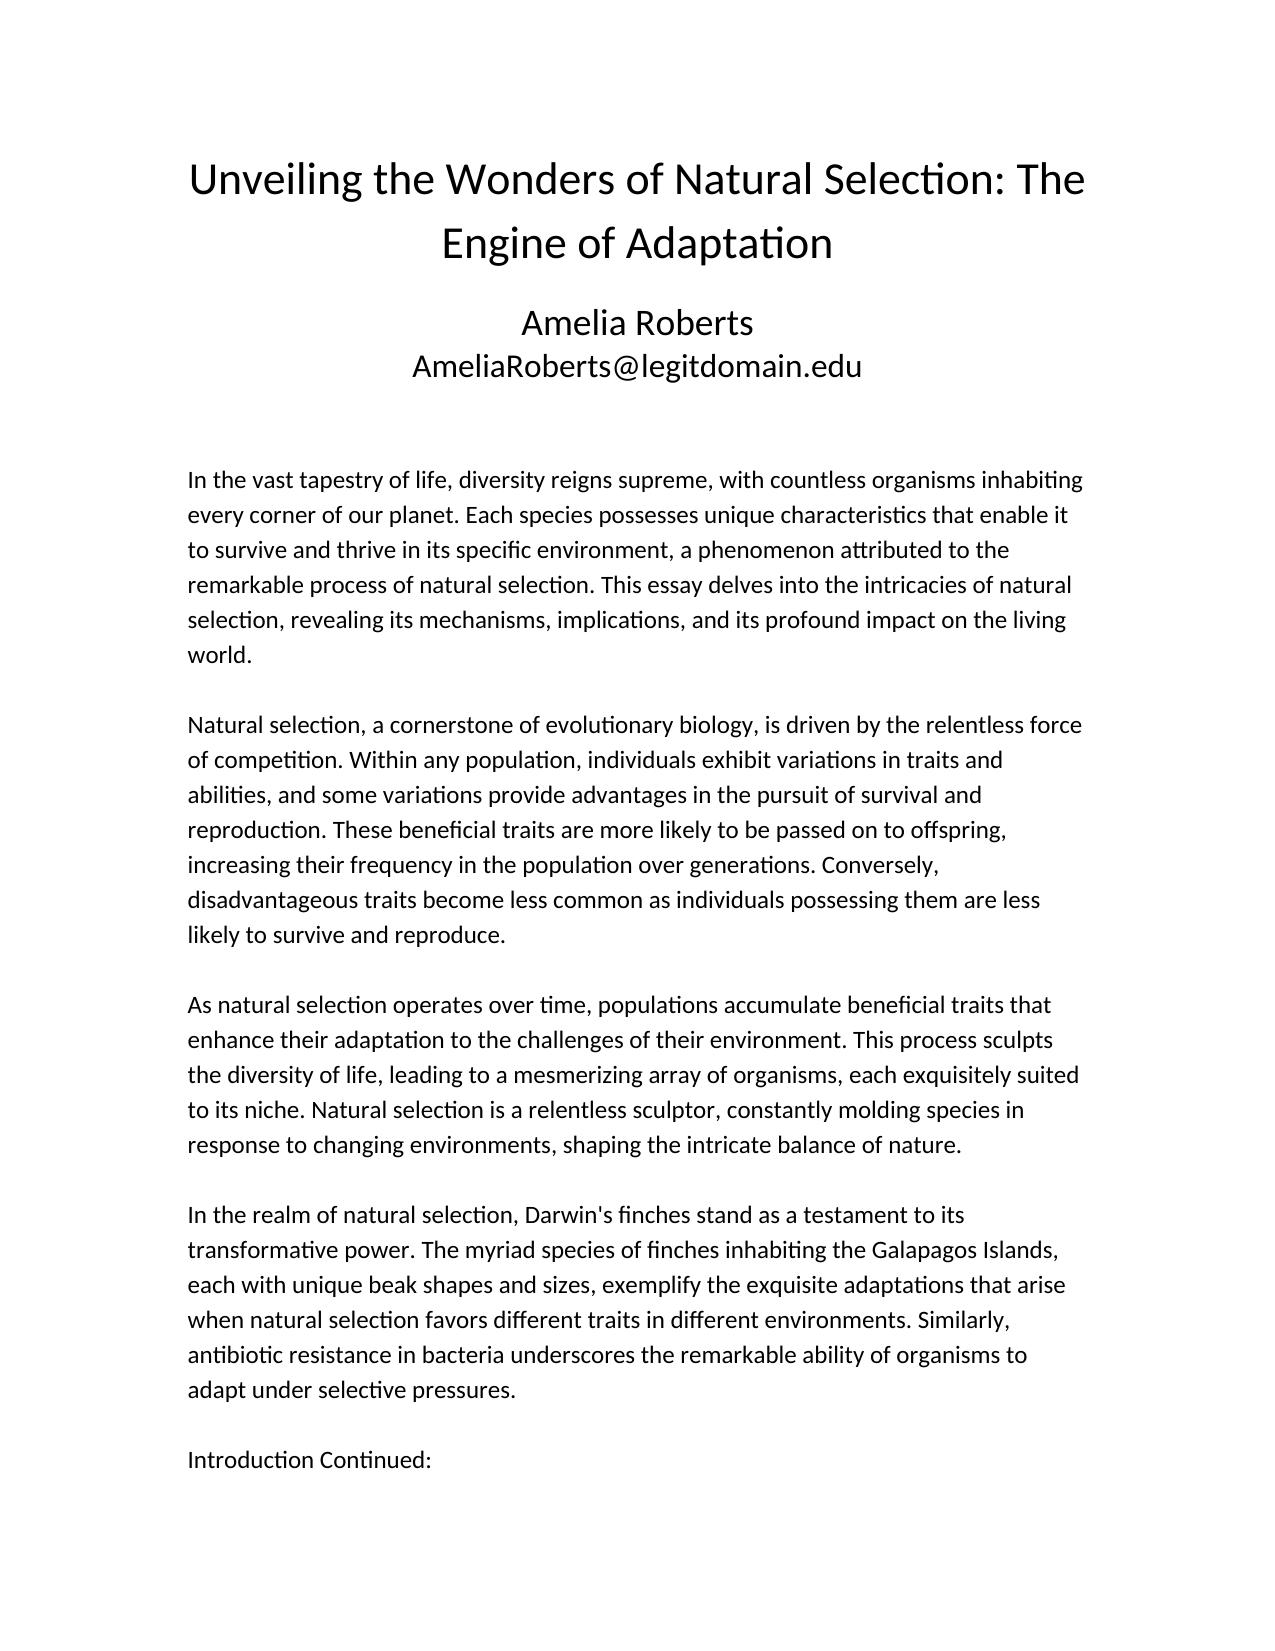 Unveiling the Wonders of Natural Selection: The
Engine of Adaptation
Amelia Roberts
AmeliaRoberts@legitdomain.edu
In the vast tapestry of life, diversity reigns supreme, with countless organisms inhabiting
every corner of our planet. Each species possesses unique characteristics that enable it
to survive and thrive in its specific environment, a phenomenon attributed to the
remarkable process of natural selection. This essay delves into the intricacies of natural
selection, revealing its mechanisms, implications, and its profound impact on the living
world.
Natural selection, a cornerstone of evolutionary biology, is driven by the relentless force
of competition. Within any population, individuals exhibit variations in traits and
abilities, and some variations provide advantages in the pursuit of survival and
reproduction. These beneficial traits are more likely to be passed on to offspring,
increasing their frequency in the population over generations. Conversely,
disadvantageous traits become less common as individuals possessing them are less
likely to survive and reproduce.
As natural selection operates over time, populations accumulate beneficial traits that
enhance their adaptation to the challenges of their environment. This process sculpts
the diversity of life, leading to a mesmerizing array of organisms, each exquisitely suited
to its niche. Natural selection is a relentless sculptor, constantly molding species in
response to changing environments, shaping the intricate balance of nature.
In the realm of natural selection, Darwin's finches stand as a testament to its
transformative power. The myriad species of finches inhabiting the Galapagos Islands,
each with unique beak shapes and sizes, exemplify the exquisite adaptations that arise
when natural selection favors different traits in different environments. Similarly,
antibiotic resistance in bacteria underscores the remarkable ability of organisms to
adapt under selective pressures.
Introduction Continued: